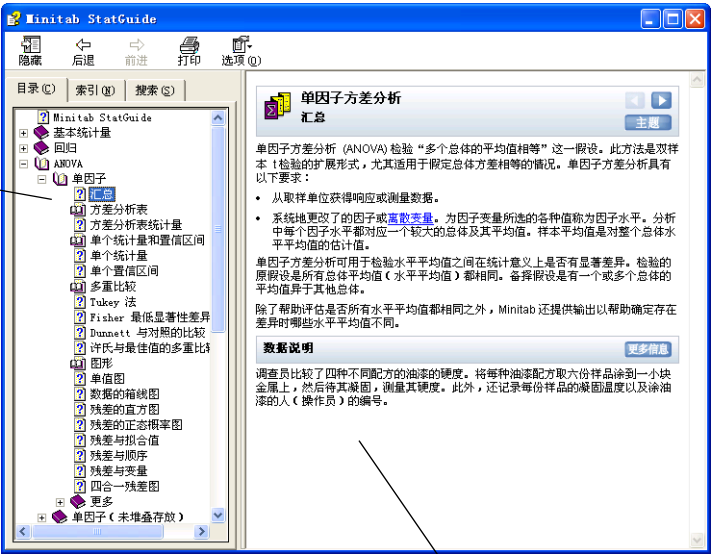 Minitab StatGuide
隐藏 后退 前进 打印 选项(O)
目录(C) 索引(N) 搜索(S)
Minitab StatGuide
基本统计量
回归
ANOVA
单因子
汇总
方差分析表
方差分析表统计量
单个统计量和置信区间
单个统计量
单个置信区间
多重比较
Tukey 法
Fisher 最低显著性差异
Dunnett 与对照的比较
许氏与最佳值的多重比较
图形
单值图
数据的箱线图
残差的直方图
残差的正态概率图
残差与拟合值
残差与顺序
残差与变量
四合一残差图
更多
单因子(未堆叠存放)
单因子方差分析
汇总
主题
单因子方差分析 (ANOVA) 检验“多个总体的平均值相等”这一假设。此方法是双样
本 t 检验的扩展形式，尤其适用于假定总体方差相等的情况。单因子方差分析具有
以下要求：
• 从取样单位获得响应或测量数据。
• 系统地更改了的因子或离散变量。为因子变量所选的各种值称为因子水平。分析
中每个因子水平都对应一个较大的总体及其平均值。样本平均值是对整个总体水
平平均值的估计值。
单因子方差分析可用于检验水平平均值之间在统计意义上是否有显著差异。检验的
原假设是所有总体平均值(水平平均值)都相同。备择假设是有一个或多个总体的
平均值异于其他总体。
除了帮助评估是否所有水平平均值都相同之外，Minitab 还提供输出以帮助确定存在
差异时哪些水平平均值不同。
数据说明 更多信息
调查员比较了四种不同配方的油漆的硬度。将每种油漆配方取六份样品涂到一小块
金属上，然后待其凝固，测量其硬度。此外，还记录每份样品的凝固温度以及涂油
漆的人(操作员)的编号。